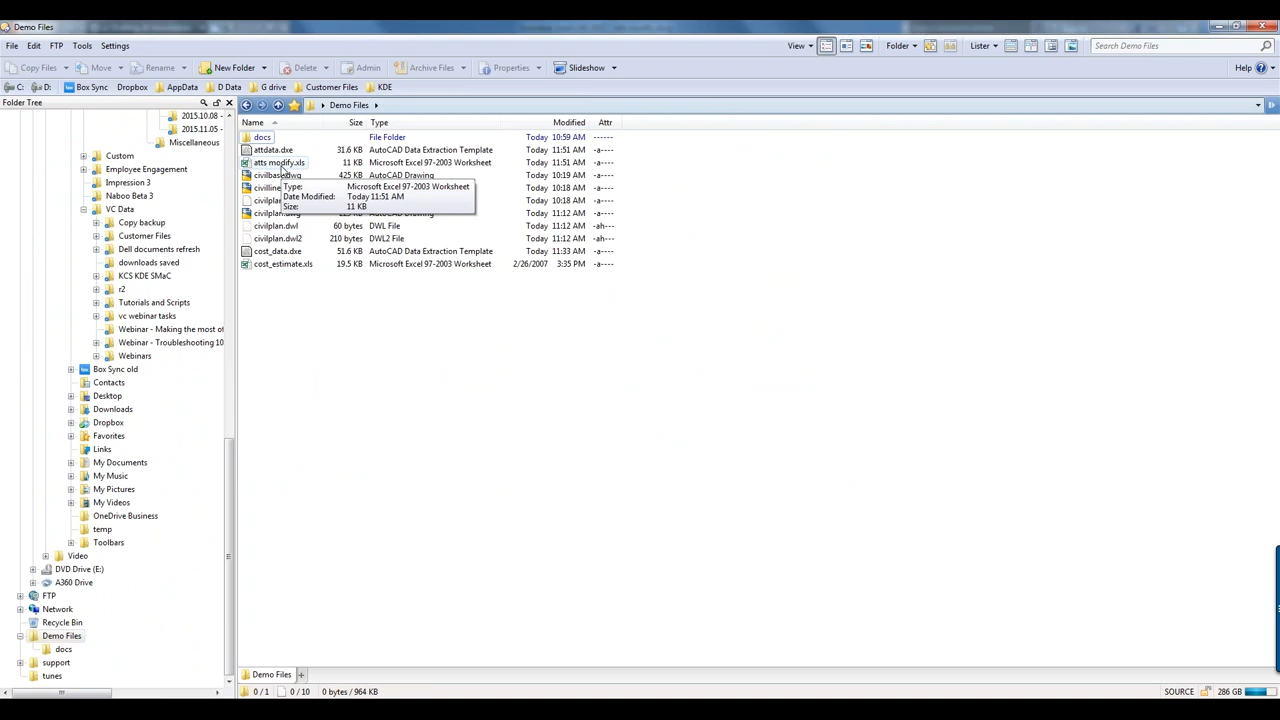 Demo Files
File Edit FTP Tools Settings View Folder Lister Search Demo Files
Copy Files Move Rename New Folder Delete Admin Archive Files Properties Slideshow Help
C: D: Box Sync Dropbox AppData D Data G drive Customer Files KDE
Folder Tree
Demo Files
2015.10.08 -
2015.11.05 -
Miscellaneous
Custom
Employee Engagement
Impression 3
Naboo Beta 3
VC Data
Copy backup
Customer Files
Dell documents refresh
downloads saved
KCS KDE SMaC
r2
Tutorials and Scripts
vc webinar tasks
Webinar - Making the most of
Webinar - Troubleshooting 10
Webinars
Box Sync old
Contacts
Desktop
Downloads
Dropbox
Favorites
Links
My Documents
My Music
My Pictures
My Videos
OneDrive Business
temp
Toolbars
Video
DVD Drive (E:)
A360 Drive
FTP
Network
Recycle Bin
Demo Files
docs
support
tunes
Name Size Type Modified Attr
docs File Folder Today 10:59 AM ------
attdata.dxe 31.6 KB AutoCAD Data Extraction Template Today 11:51 AM -a----
atts modify.xls 11 KB Microsoft Excel 97-2003 Worksheet Today 11:51 AM -a----
425 KB AutoCAD Drawing Today 10:19 AM -a----
civilline Today 10:18 AM -a----
civilplan Today 10:18 AM -a----
Today 11:12 AM -a----
civilplan.dwl 60 bytes DWL File Today 11:12 AM -ah---
civilplan.dwl2 210 bytes DWL2 File Today 11:12 AM -ah---
cost_data.dxe 51.6 KB AutoCAD Data Extraction Template Today 11:33 AM -a----
cost_estimate.xls 19.5 KB Microsoft Excel 97-2003 Worksheet 2/26/2007 3:35 PM -a----
Type: Microsoft Excel 97-2003 Worksheet
Date Modified: Today 11:51 AM
Size: 11 KB
Demo Files
0 / 1 0 / 10 0 bytes / 964 KB SOURCE 286 GB